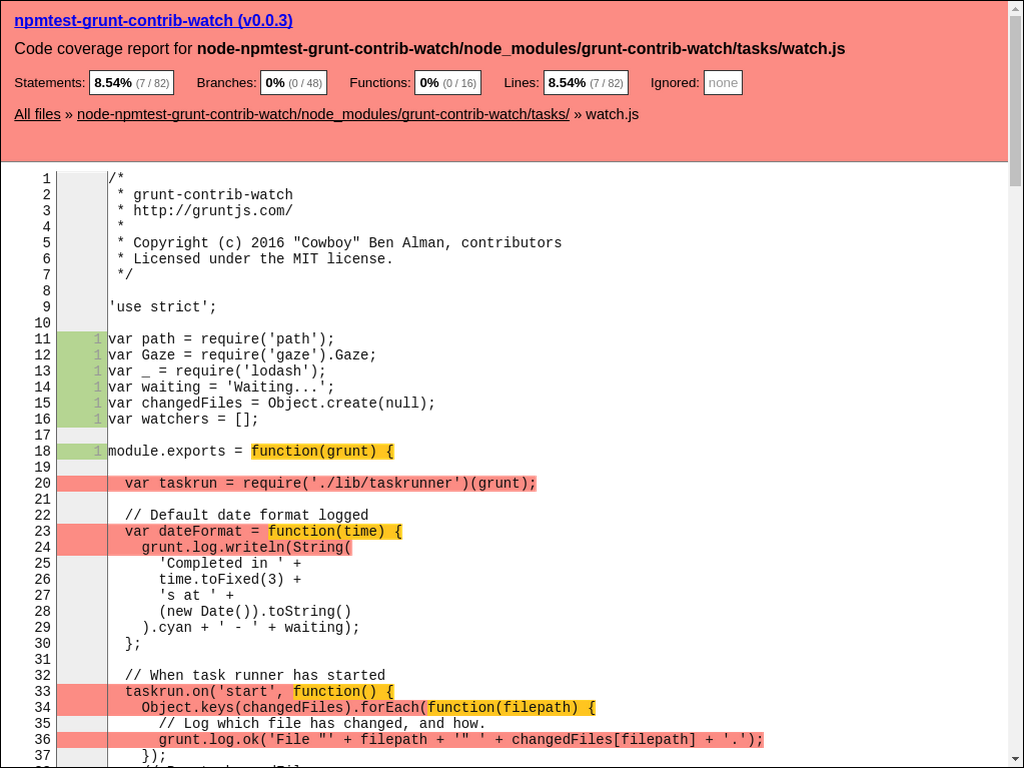 npmtest-grunt-contrib-watch (v0.0.3)
Code coverage report for node-npmtest-grunt-contrib-watch/node_modules/grunt-contrib-watch/tasks/watch.js
Statements: 8.54% (7 / 82) Branches: 0% (0 / 48) Functions: 0% (0 / 16) Lines: 8.54% (7 / 82) Ignored: none
All files » node-npmtest-grunt-contrib-watch/node_modules/grunt-contrib-watch/tasks/ » watch.js
1 /*
2  * grunt-contrib-watch
3  * http://gruntjs.com/
4  *
5  * Copyright (c) 2016 "Cowboy" Ben Alman, contributors
6  * Licensed under the MIT license.
7  */
8
9 'use strict';
10
11 1 var path = require('path');
12 1 var Gaze = require('gaze').Gaze;
13 1 var _ = require('lodash');
14 1 var waiting = 'Waiting...';
15 1 var changedFiles = Object.create(null);
16 1 var watchers = [];
17
18 1 module.exports = function(grunt) {
19
20   var taskrun = require('./lib/taskrunner')(grunt);
21
22   // Default date format logged
23   var dateFormat = function(time) {
24     grunt.log.writeln(String(
25       'Completed in ' +
26       time.toFixed(3) +
27       's at ' +
28       (new Date()).toString()
29     ).cyan + ' - ' + waiting);
30   };
31
32   // When task runner has started
33   taskrun.on('start', function() {
34     Object.keys(changedFiles).forEach(function(filepath) {
35       // Log which file has changed, and how.
36       grunt.log.ok('File "' + filepath + '" ' + changedFiles[filepath] + '.');
37     });